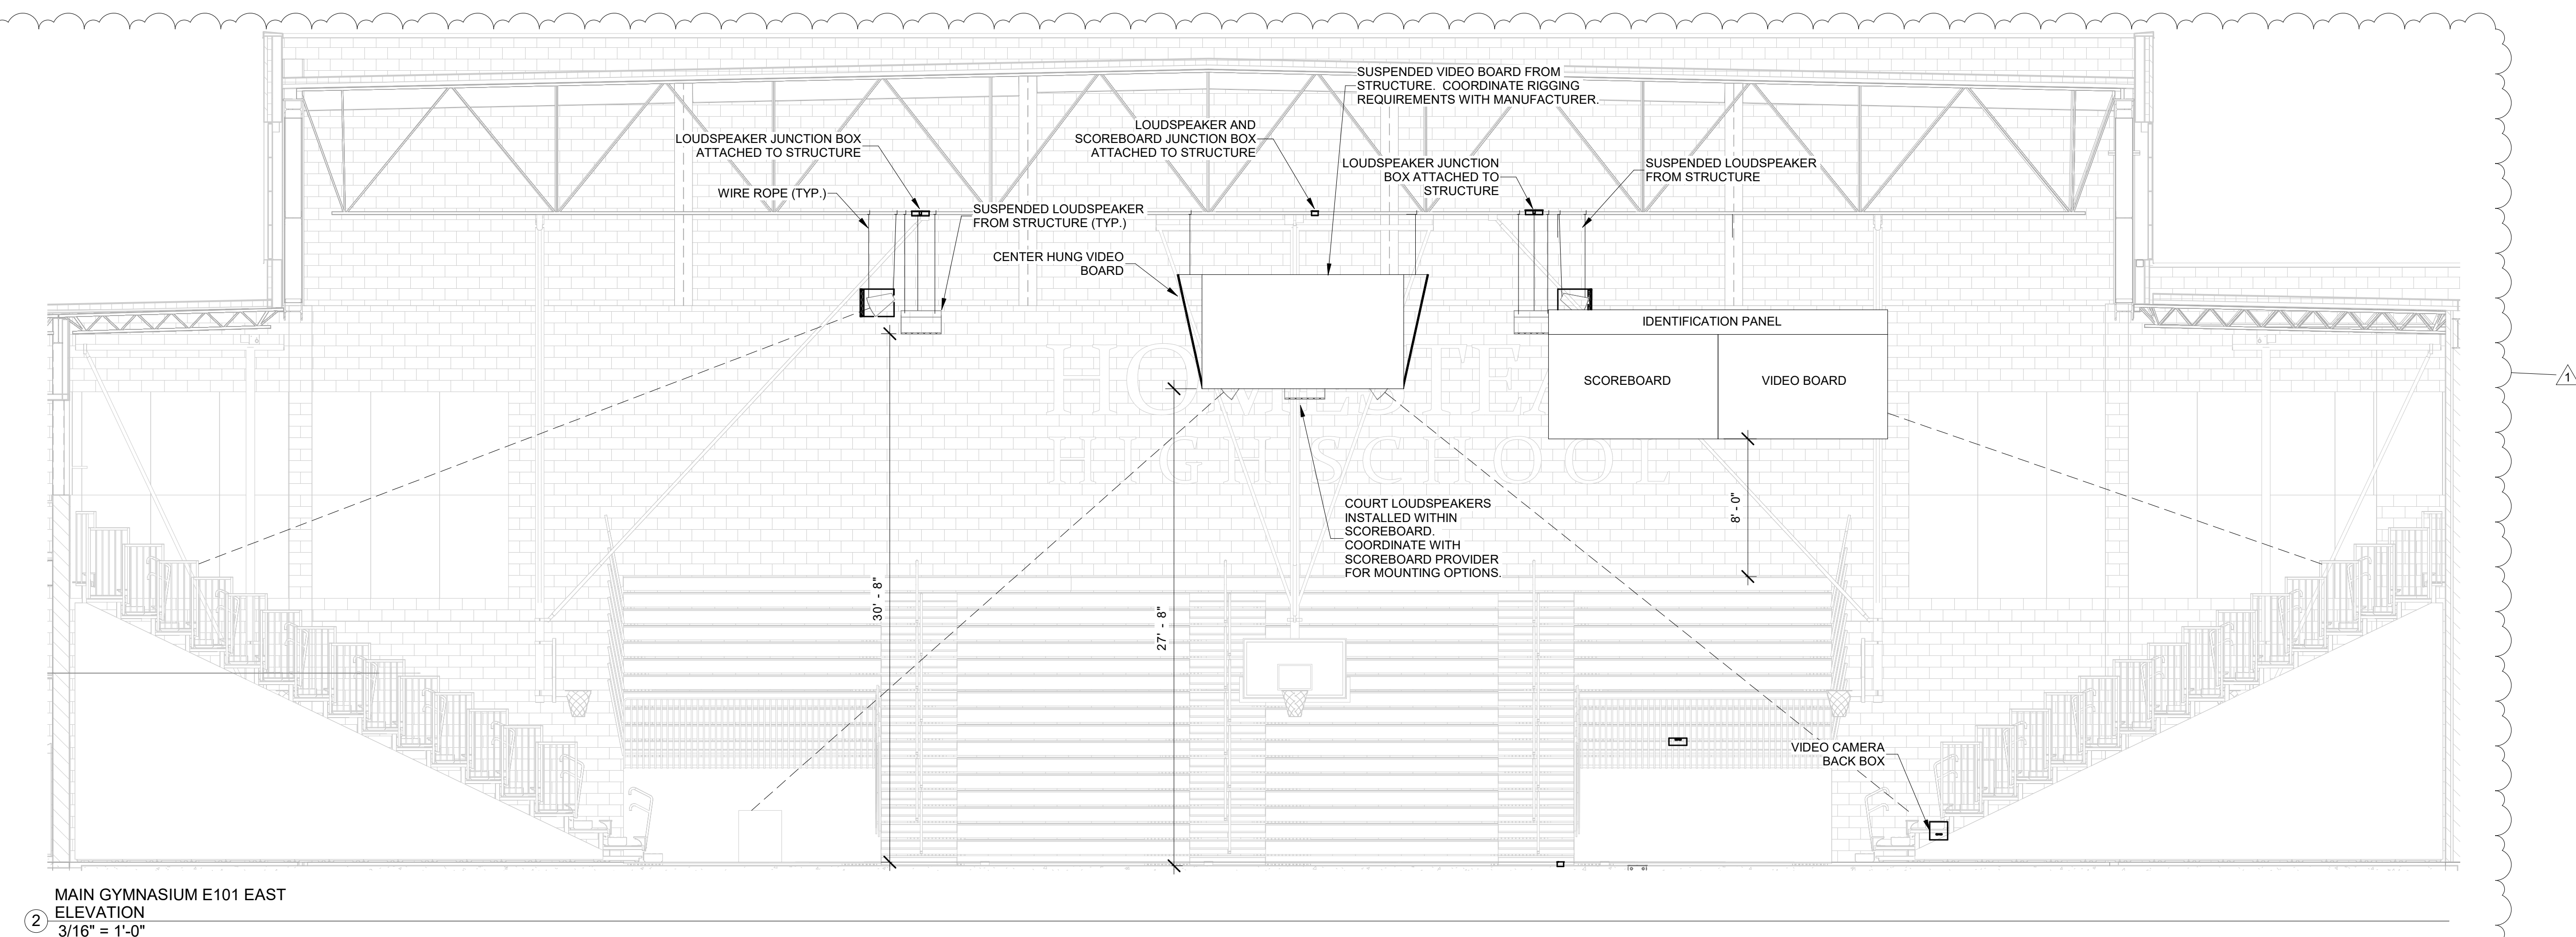 SUSPENDED VIDEO BOARD FROM
STRUCTURE. COORDINATE RIGGING
REQUIREMENTS WITH MANUFACTURER.
LOUDSPEAKER JUNCTION BOX
ATTACHED TO STRUCTURE
LOUDSPEAKER AND
SCOREBOARD JUNCTION BOX
ATTACHED TO STRUCTURE
LOUDSPEAKER JUNCTION
BOX ATTACHED TO
STRUCTURE
SUSPENDED LOUDSPEAKER
FROM STRUCTURE
WIRE ROPE (TYP.)
SUSPENDED LOUDSPEAKER
FROM STRUCTURE (TYP.)
CENTER HUNG VIDEO
BOARD
IDENTIFICATION PANEL
SCOREBOARD
VIDEO BOARD
1
HIGH SCHOOL
8' - 0"
COURT LOUDSPEAKERS
INSTALLED WITHIN
SCOREBOARD.
COORDINATE WITH
SCOREBOARD PROVIDER
FOR MOUNTING OPTIONS.
30' - 8"
27' - 8"
VIDEO CAMERA
BACK BOX
MAIN GYMNASIUM E101 EAST
ELEVATION
2
3/16" = 1'-0"